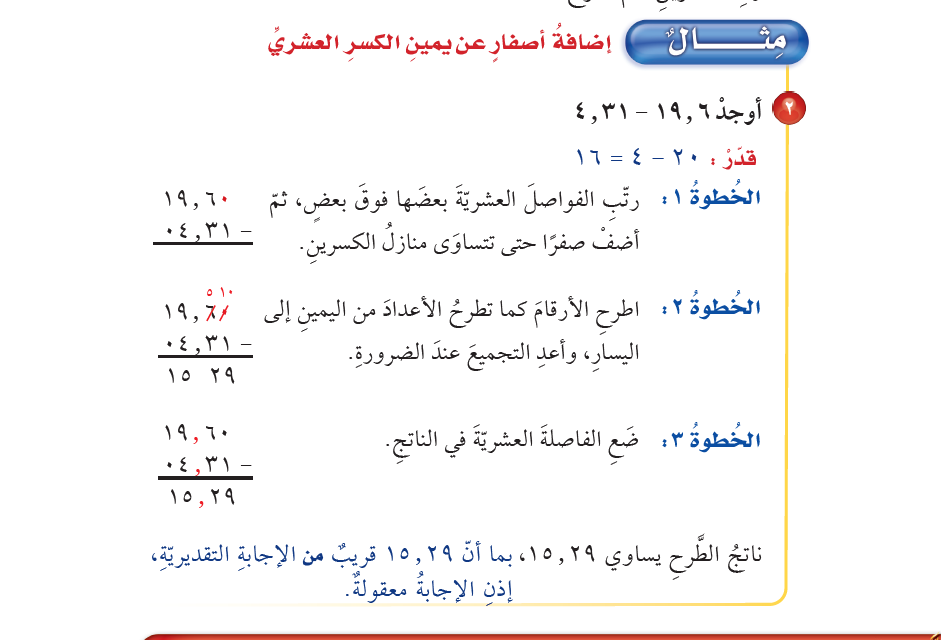 مِثَـــــالٌ إضافةُ أصفارٍ عن يمينِ الكسرِ العشريِّ
٢ أوجدْ ١٩,٦ – ٤,٣١
قدَرْ : ٢٠ – ٤ = ١٦
الخُطوةُ ١: رتّبِ الفواصلَ العشريّةَ بعضَها فوقَ بعضٍ، ثمّ
أضفْ صفرًا حتى تتساوَى منازلُ الكسرينِ.
١٩,٦٠
– ٠٤,٣١
الخُطوةُ ٢: اطرحِ الأرقامَ كما تطرحُ الأعدادَ من اليمينِ إلى
اليسارِ، وأعدِ التجميعَ عندَ الضرورةِ.
٥ ١٠
١٩,٦٠
– ٠٤,٣١
١٥ ٢٩
الخُطوةُ ٣: ضَعِ الفاصلةَ العشريّةَ في الناتجِ.
١٩,٦٠
– ٠٤,٣١
١٥,٢٩
ناتجُ الطَّرحِ يساوي ١٥,٢٩، بما أنّ ١٥,٢٩ قريبٌ من الإجابةِ التقديريّةِ،
إذنِ الإجابةُ معقولةٌ.